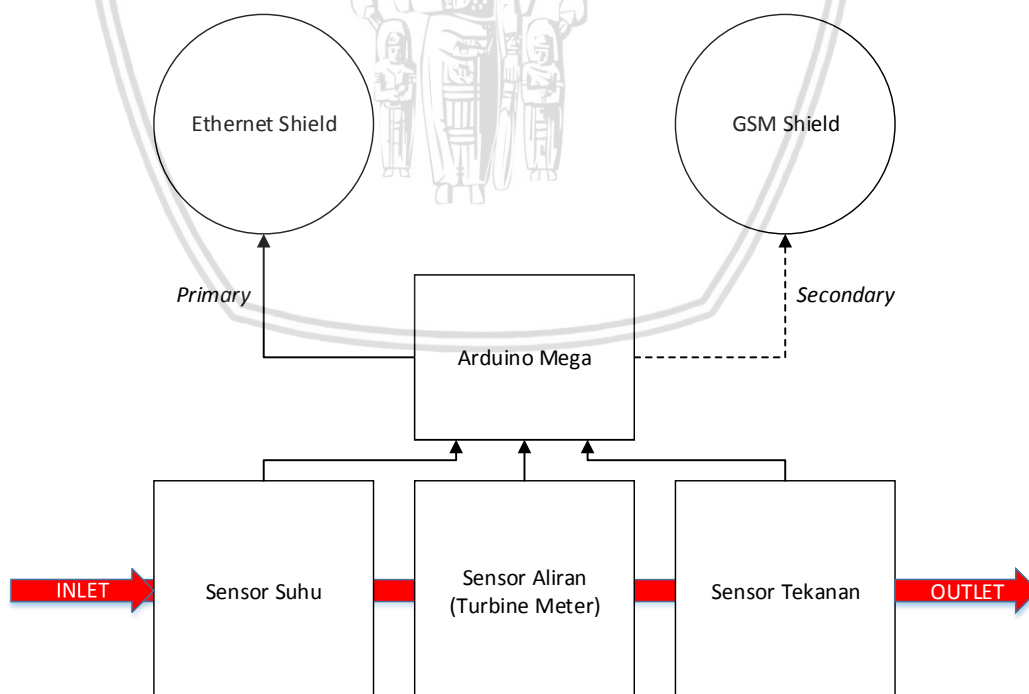 Ethernet Shield
GSM Shield
Primary
Secondary
Arduino Mega
INLET
Sensor Suhu
Sensor Aliran
(Turbine Meter)
Sensor Tekanan
OUTLET